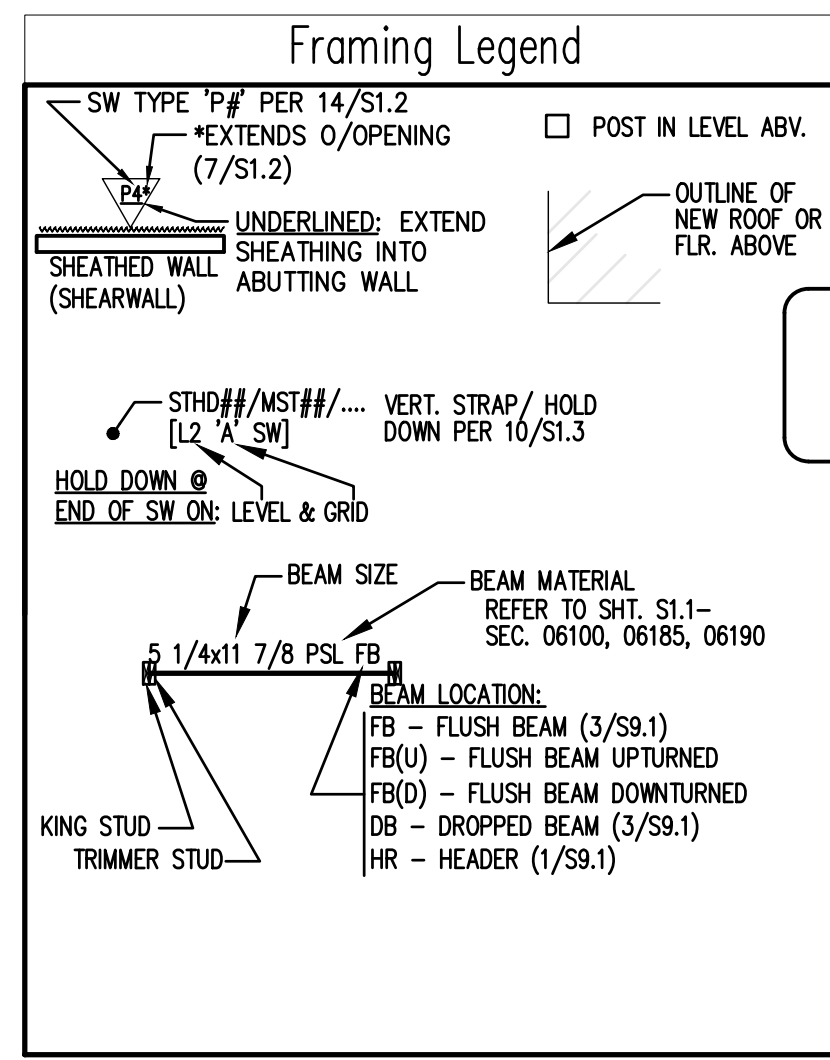 Framing Legend
SW TYPE 'P#' PER 14/S1.2
*EXTENDS O/OPENING
(7/S1.2)
P4*
UNDERLINED: EXTEND
SHEATHING INTO
ABUTTING WALL
SHEATHED WALL
(SHEARWALL)
POST IN LEVEL ABV.
OUTLINE OF
NEW ROOF OR
FLR. ABOVE
STHD##/MST##/....
[L2 'A' SW]
VERT. STRAP/ HOLD
DOWN PER 10/S1.3
HOLD DOWN @
END OF SW ON: LEVEL & GRID
BEAM SIZE
BEAM MATERIAL
REFER TO SHT. S1.1-
SEC. 06100, 06185, 06190
5 1/4x11 7/8 PSL FB
BEAM LOCATION:
FB - FLUSH BEAM (3/S9.1)
FB(U) - FLUSH BEAM UPTURNED
FB(D) - FLUSH BEAM DOWNTURNED
DB - DROPPED BEAM (3/S9.1)
HR - HEADER (1/S9.1)
KING STUD
TRIMMER STUD